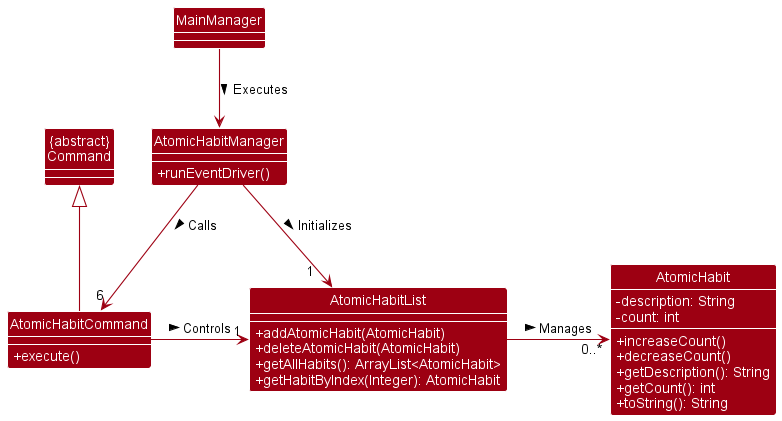 MainManager
Executes
{abstract}
Command
AtomicHabitManager
+runEventDriver()
Calls
Initializes
6
1
AtomicHabitCommand
+execute()
Controls
1
AtomicHabitList
+addAtomicHabit(AtomicHabit)
+deleteAtomicHabit(AtomicHabit)
+getAllHabits(): ArrayList<AtomicHabit>
+getHabitByIndex(Integer): AtomicHabit
Manages
0..*
AtomicHabit
-description: String
-count: int
+increaseCount()
+decreaseCount()
+getDescription(): String
+getCount(): int
+toString(): String